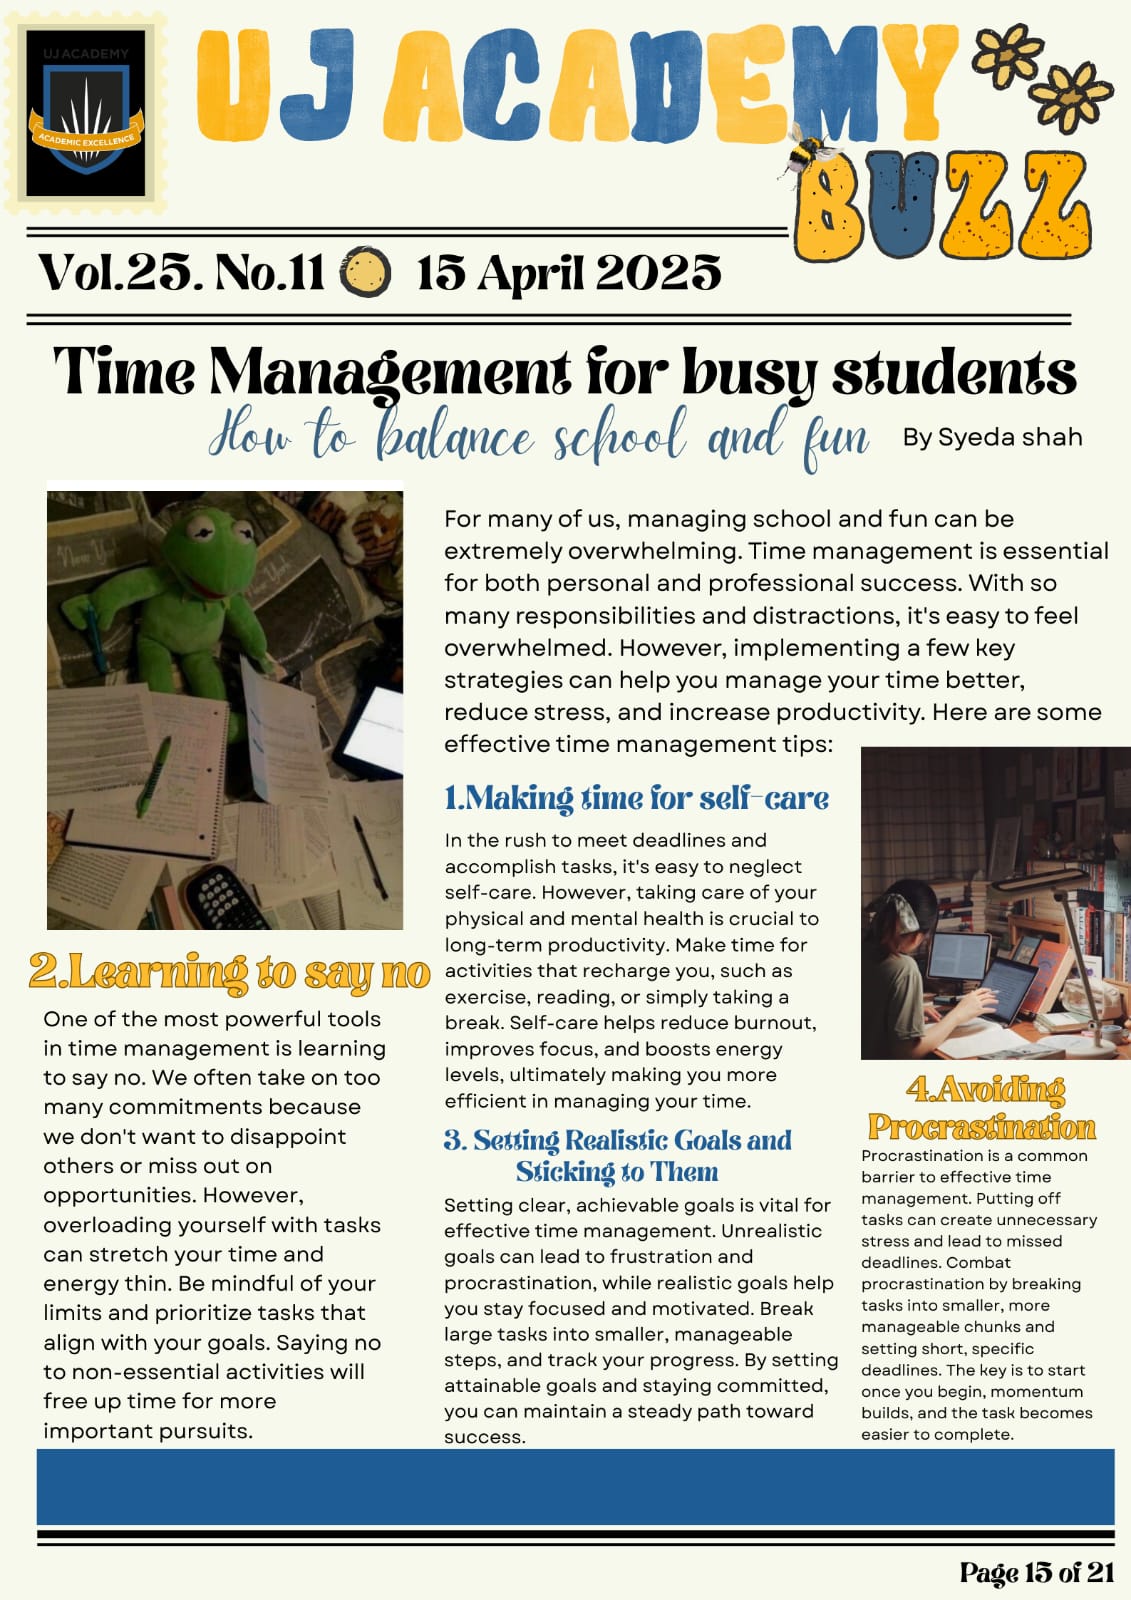 UJ ACADEMY
ACADEMIC EXCELLENCE
UJ ACADEMY
BUZZ
Vol.25. No.11 15 April 2025
Time Management for busy students
How to balance school and fun By Syeda shah
New York
For many of us, managing school and fun can be
extremely overwhelming. Time management is essential
for both personal and professional success. With so
many responsibilities and distractions, it's easy to feel
overwhelmed. However, implementing a few key
strategies can help you manage your time better,
reduce stress, and increase productivity. Here are some
effective time management tips:
1.Making time for self-care
In the rush to meet deadlines and
accomplish tasks, it's easy to neglect
self-care. However, taking care of your
physical and mental health is crucial to
long-term productivity. Make time for
activities that recharge you, such as
exercise, reading, or simply taking a
break. Self-care helps reduce burnout,
improves focus, and boosts energy
levels, ultimately making you more
efficient in managing your time.
2.Learning to say no
One of the most powerful tools
in time management is learning
to say no. We often take on too
many commitments because
we don't want to disappoint
others or miss out on
opportunities. However,
overloading yourself with tasks
can stretch your time and
energy thin. Be mindful of your
limits and prioritize tasks that
align with your goals. Saying no
to non-essential activities will
free up time for more
important pursuits.
3. Setting Realistic Goals and
Sticking to Them
Setting clear, achievable goals is vital for
effective time management. Unrealistic
goals can lead to frustration and
procrastination, while realistic goals help
you stay focused and motivated. Break
large tasks into smaller, manageable
steps, and track your progress. By setting
attainable goals and staying committed,
you can maintain a steady path toward
success.
4.Avoiding
Procrastination
Procrastination is a common
barrier to effective time
management. Putting off
tasks can create unnecessary
stress and lead to missed
deadlines. Combat
procrastination by breaking
tasks into smaller, more
manageable chunks and
setting short, specific
deadlines. The key is to start
once you begin, momentum
builds, and the task becomes
easier to complete.
Page 15 of 21